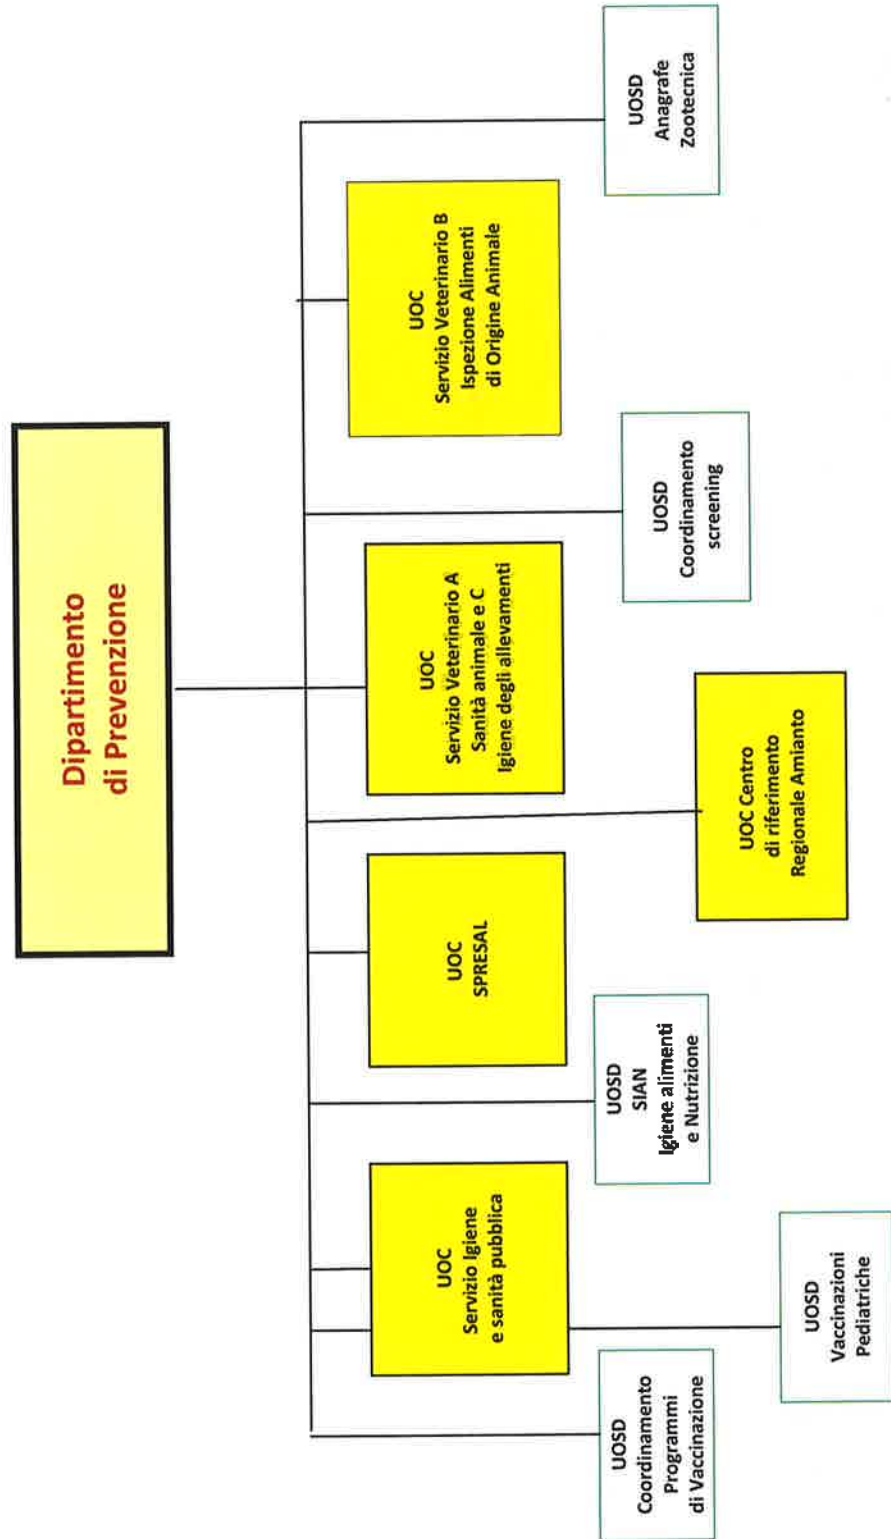 Dipartimento
di Prevenzione
UOC
Servizio Igiene
e sanità pubblica
UOC
SPRESAL
UOC
Servizio Veterinario A
Sanità animale e C
Igiene degli allevamenti
UOC
Servizio Veterinario B
Ispezione Alimenti
di Origine Animale
UOSD
Coordinamento
Programmi
di Vaccinazione
UOSD
SIAN
Igiene alimenti
e Nutrizione
UOSD
Coordinamento
screening
UOSD
Anagrafe
Zootecnica
UOC Centro
di riferimento
Regionale Amianto
UOSD
Vaccinazioni
Pediatriche